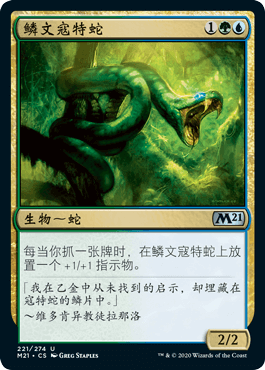 鳞文寇特蛇 1
生物～蛇 M21
每当你抓一张牌时，在鳞文寇特蛇上放
置一个 +1/+1 指示物。
「我在乙金中从未找到的启示，却埋藏在
寇特蛇的鳞片中。」
～维多肯异教徒拉那洛
2/2
221/274 U
M21 • CS GREG STAPLES ™ & © 2020 Wizards of the Coast